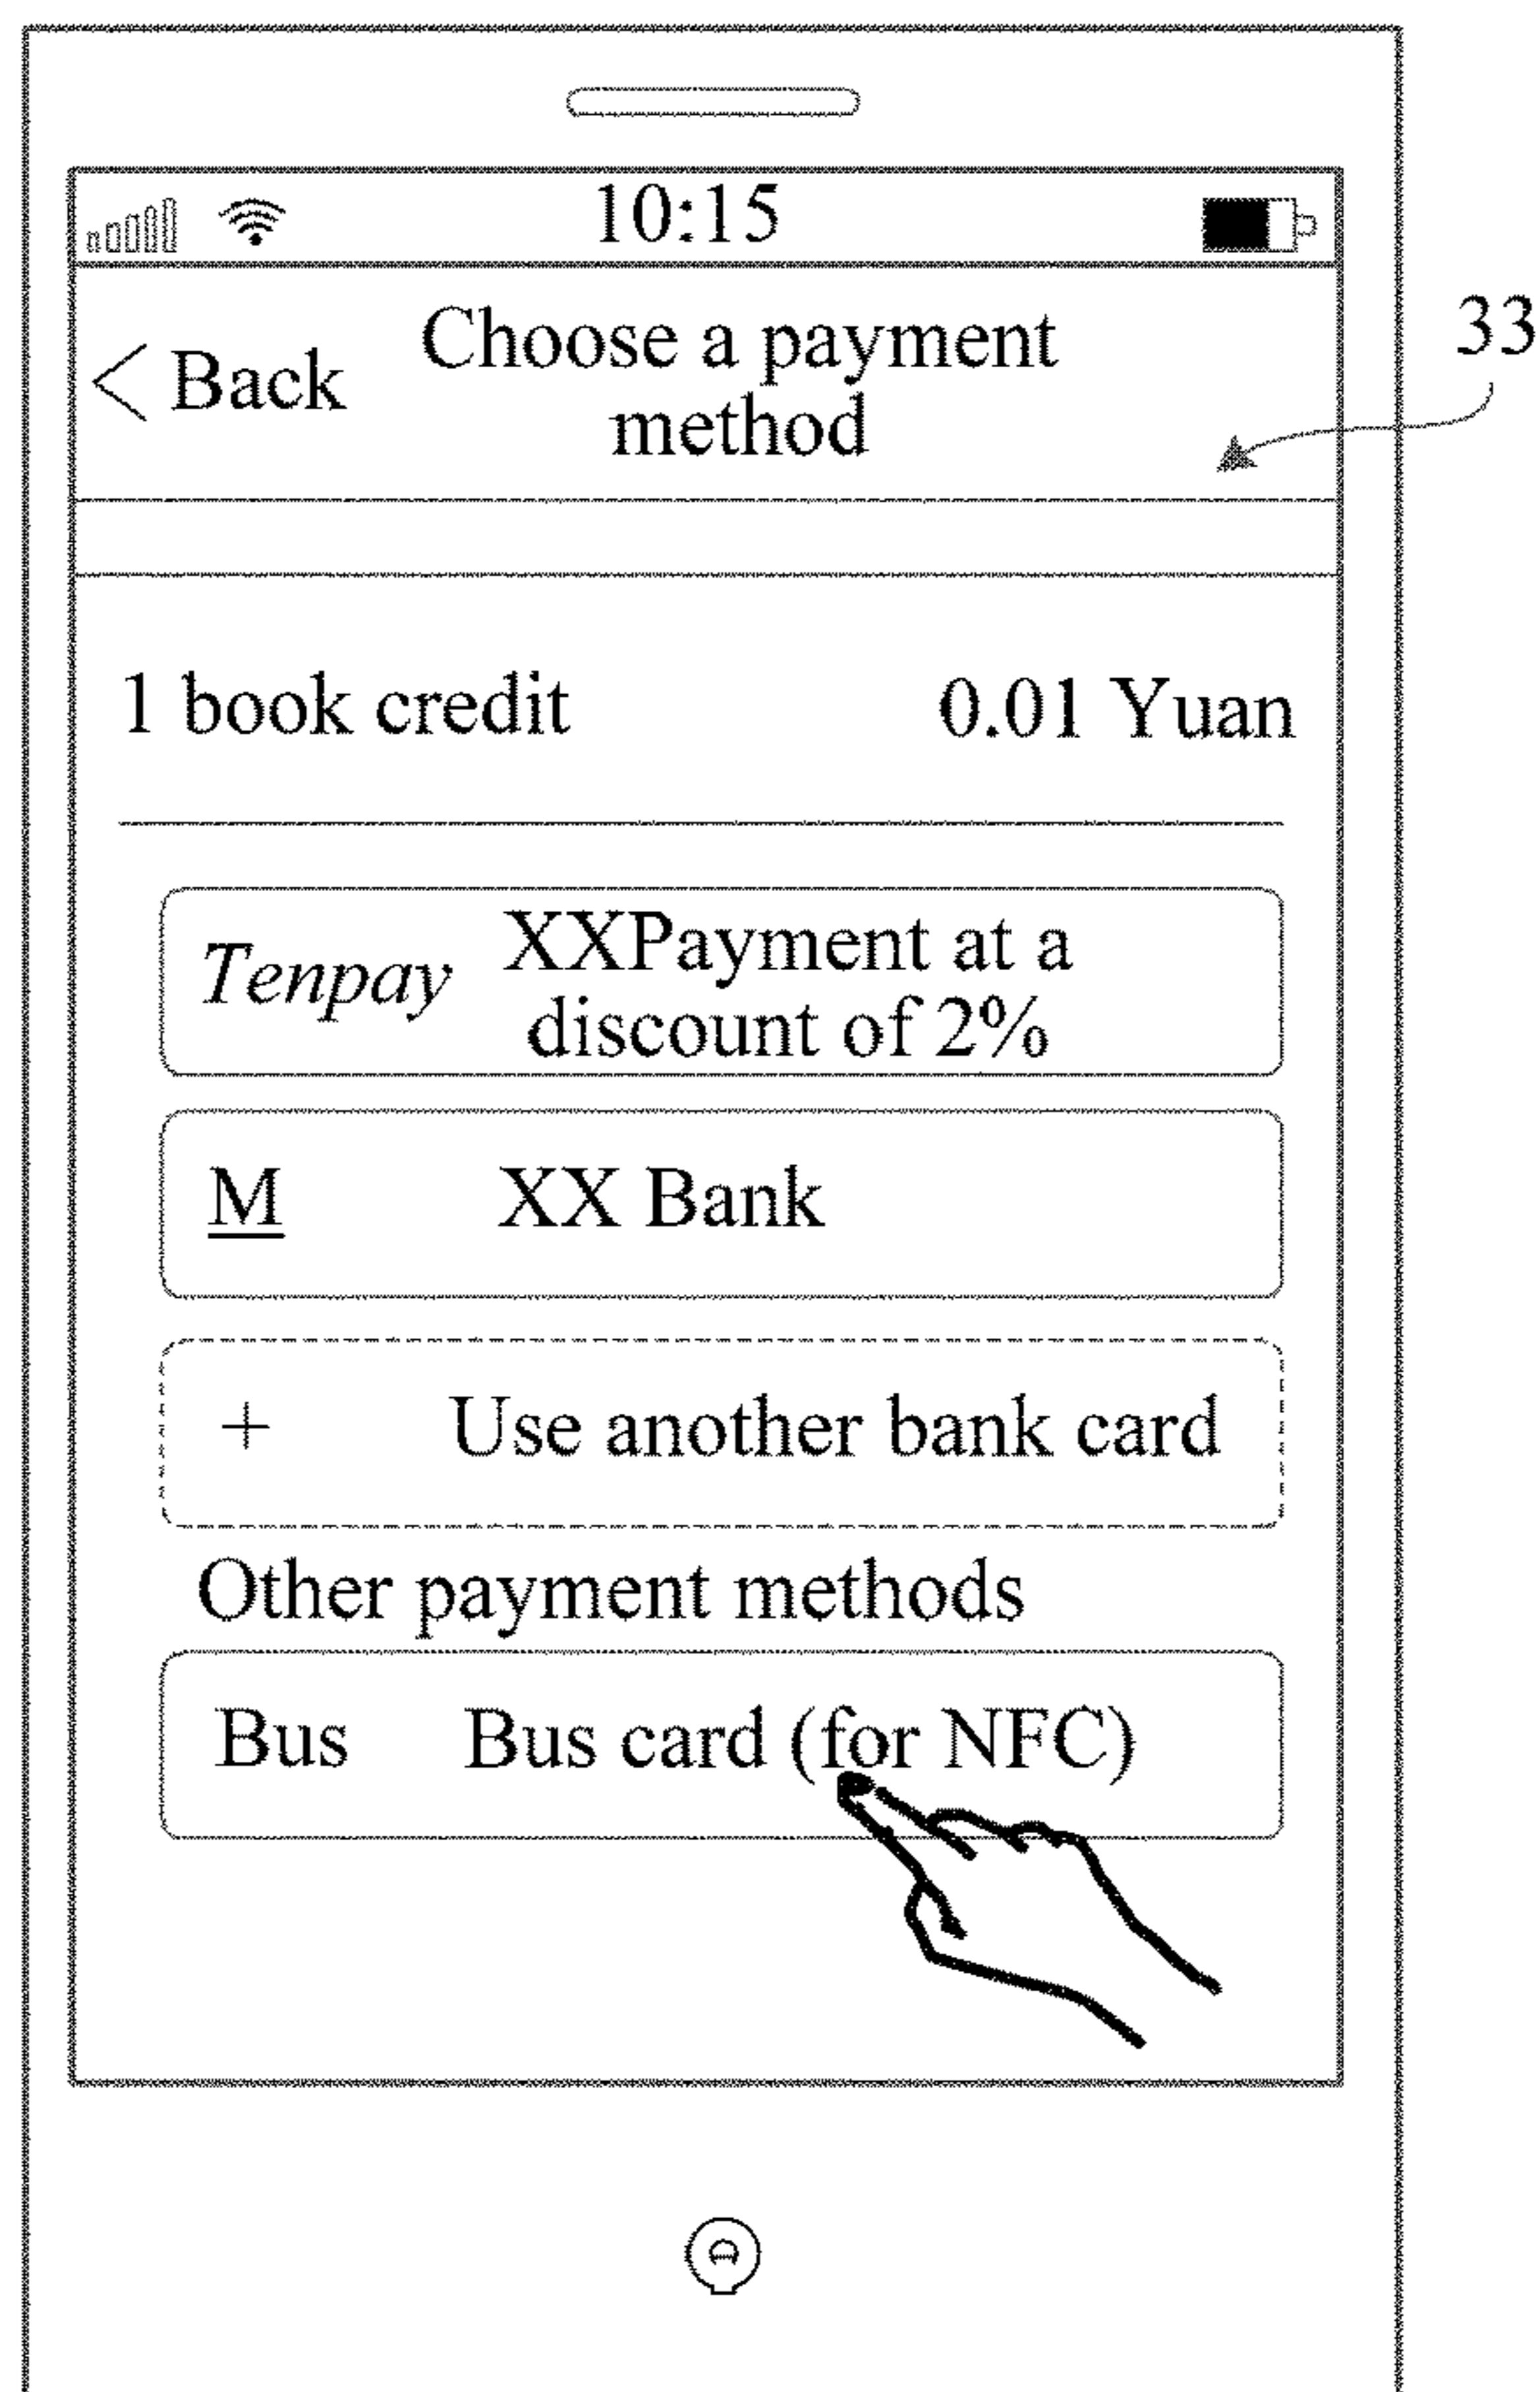 10:15
< Back
Choose a payment
method
33
1 book credit 0.01 Yuan
Tenpay
XXPayment at a
discount of 2%
M XX Bank
+ Use another bank card
Other payment methods
Bus Bus card (for NFC)